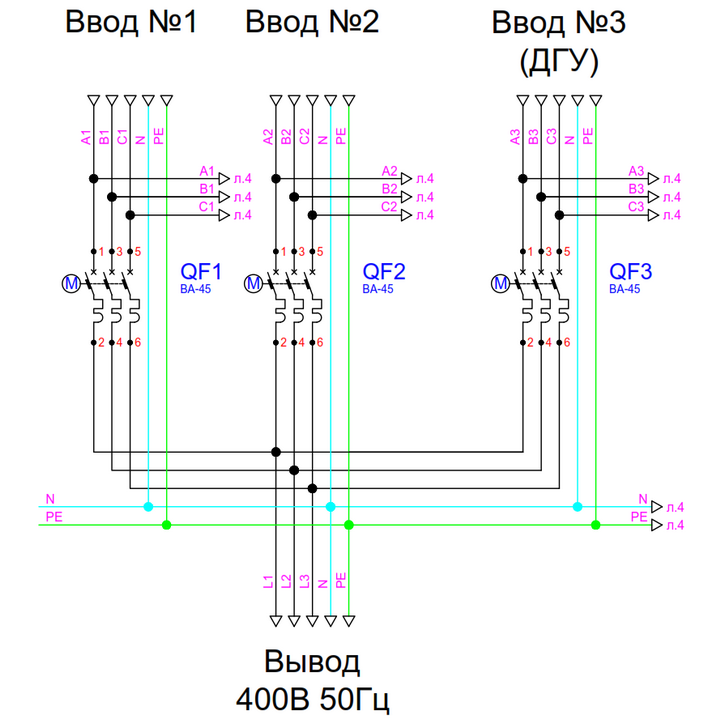 Ввод №1 Ввод №2 Ввод №3
(ДГУ)
A1 B1 C1 N PE A2 B2 C2 N PE A3 B3 C3 N PE
A1 л.4 A2 л.4 A3 л.4
B1 л.4 B2 л.4 B3 л.4
C1 л.4 C2 л.4 C3 л.4
1 3 5 1 3 5 1 3 5
M QF1 M QF2 M QF3
ВА-45 ВА-45 ВА-45
2 4 6 2 4 6 2 4 6
N N л.4
PE PE л.4
L1 L2 L3 N PE
Вывод
400В 50Гц